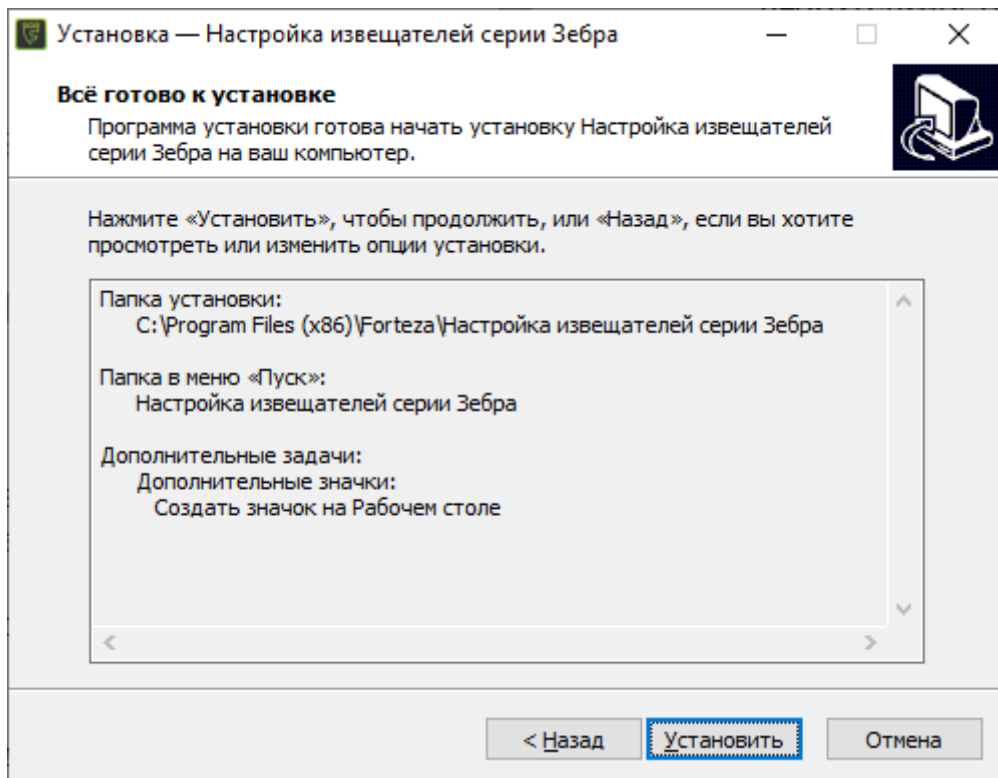 Установка — Настройка извещателей серии Зебра
Всё готово к установке
Программа установки готова начать установку Настройка извещателей
серии Зебра на ваш компьютер.
Нажмите «Установить», чтобы продолжить, или «Назад», если вы хотите
просмотреть или изменить опции установки.
Папка установки:
C:\Program Files (x86)\Forteza\Настройка извещателей серии Зебра
Папка в меню «Пуск»:
Настройка извещателей серии Зебра
Дополнительные задачи:
Дополнительные значки:
Создать значок на Рабочем столе
< Назад
Установить
Отмена